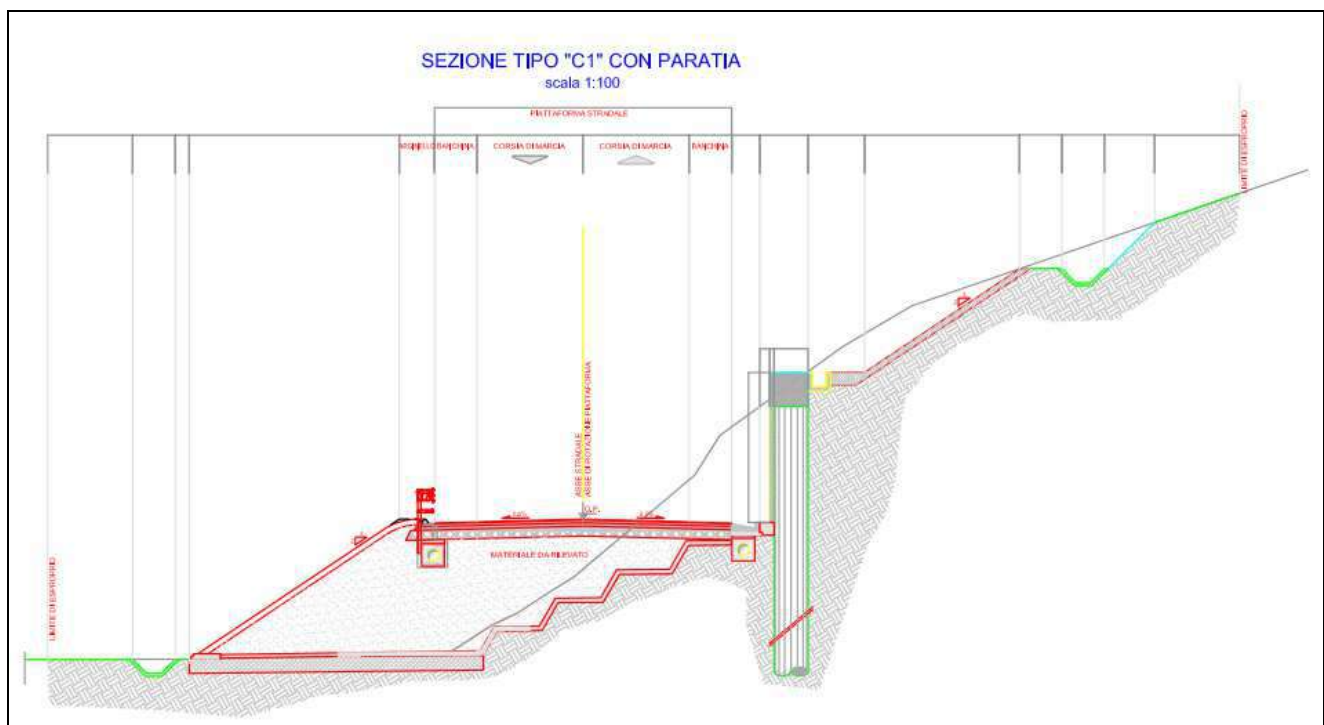 SEZIONE TIPO "C1" CON PARATIA
scala 1:100
PIATTAFORMA STRADALE
BANCHINA
CORSIA DI MARCIA
CORSIA DI MARCIA
BANCHINA
LIMITE DI ESPROPRIO
ASSE STRADALE
ASSE DI ROTAZIONE PIATTAFORMA
MATERIALE DA RILEVATO
LIMITE DI ESPROPRIO